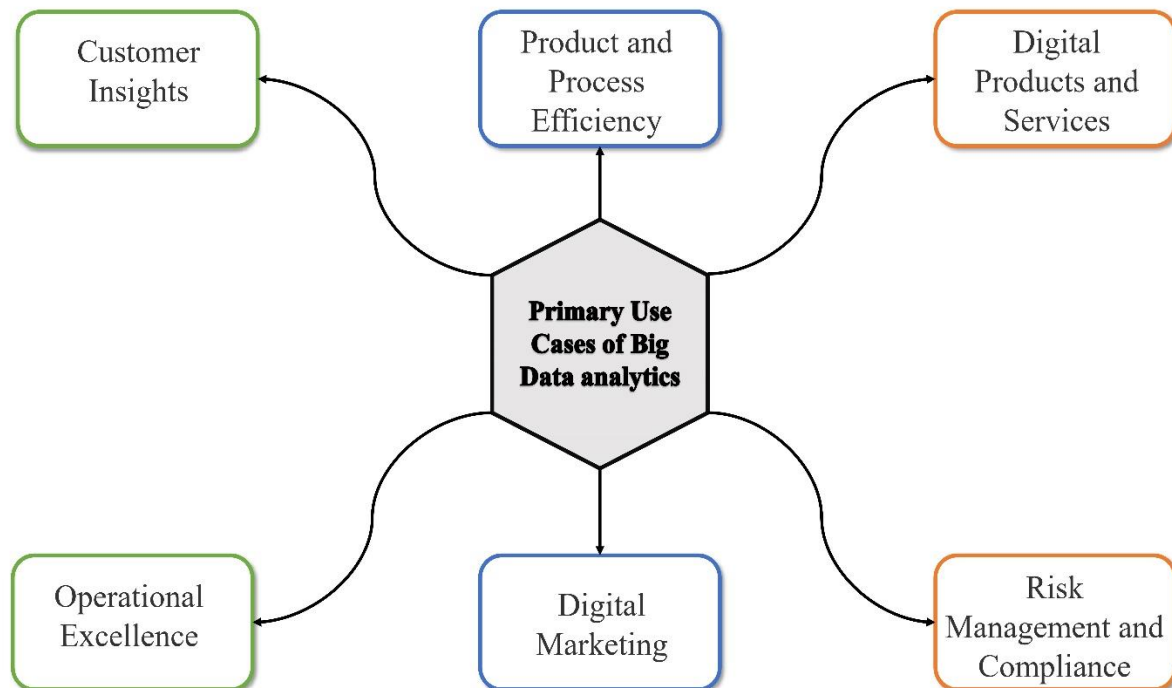 Customer
Insights
Product and
Process
Efficiency
Digital
Products and
Services
Primary Use
Cases of Big
Data analytics
Operational
Excellence
Digital
Marketing
Risk
Management and
Compliance